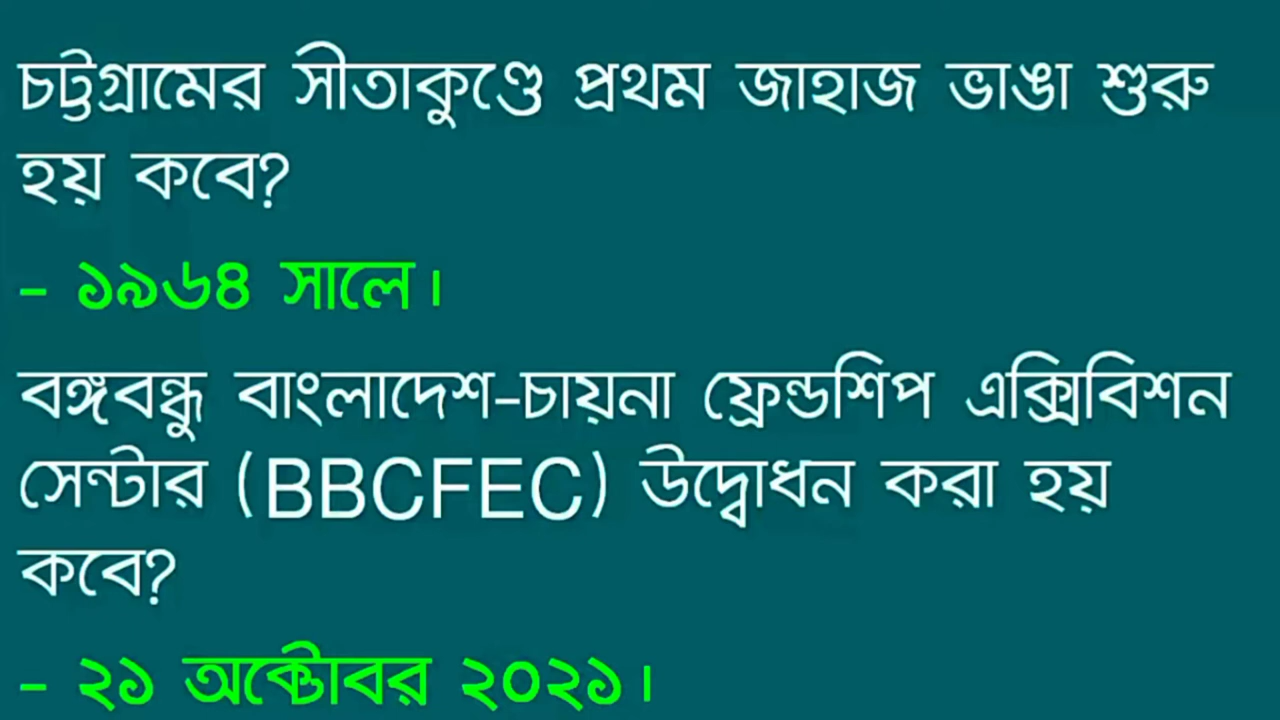 চট্টগ্রামের সীতাকুণ্ডে প্রথম জাহাজ ভাঙা শুরু
হয় কবে?
- ১৯৬৪ সালে।
বঙ্গবন্ধু বাংলাদেশ-চায়না ফ্রেন্ডশিপ এক্সিবিশন
সেন্টার (BBCFEC) উদ্বোধন করা হয়
কবে?
- ২১ অক্টোবর ২০২১।